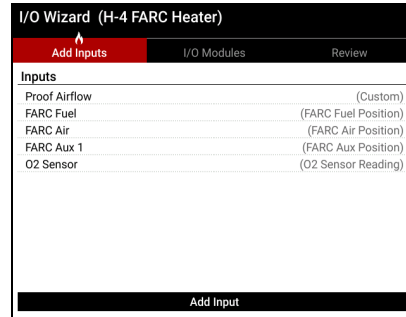 I/O Wizard (H-4 FARC Heater)
Add Inputs I/O Modules Review
Inputs
Proof Airflow (Custom)
FARC Fuel (FARC Fuel Position)
FARC Air (FARC Air Position)
FARC Aux 1 (FARC Aux Position)
O2 Sensor (O2 Sensor Reading)
Add Input